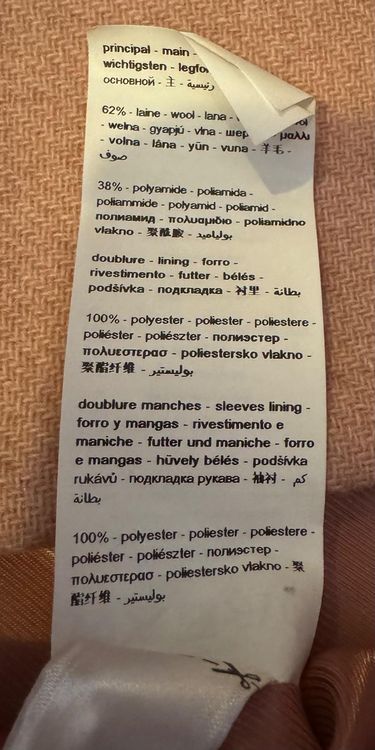 principal - main -
wichtigsten -
основной - 主 - رئيسية
62% - laine - wool - lana -
- wełna - gyapjú - vlna -
- volna - lână - yün - vuna - 羊毛 -
صوف
38% - polyamide - poliamida -
poliammide - polyamid - poliamid -
полиамид - πολυαμιδιο - poliamidno
vlakno - 聚酰胺 - بولياميد
doublure - lining - forro -
rivestimento - futter - bélés -
podšívka - подкладка - 衬里 - بطانة
100% - polyester - poliester - poliestere -
poliéster - poliészter - полиэстер -
πολυεστερασ - poliestersko vlakno -
聚酯纤维 - بوليستير
doublure manches - sleeves lining -
forro y mangas - rivestimento e
maniche - futter und maniche - forro
e mangas - hüvely bélés - podšívka
rukávů - подкладка рукава - 袖衬 - كم
بطانة
100% - polyester - poliester - poliestere -
poliéster - poliészter - полиэстер -
πολυεστερασ - poliestersko vlakno - 聚
酯纤维 - بوليستير